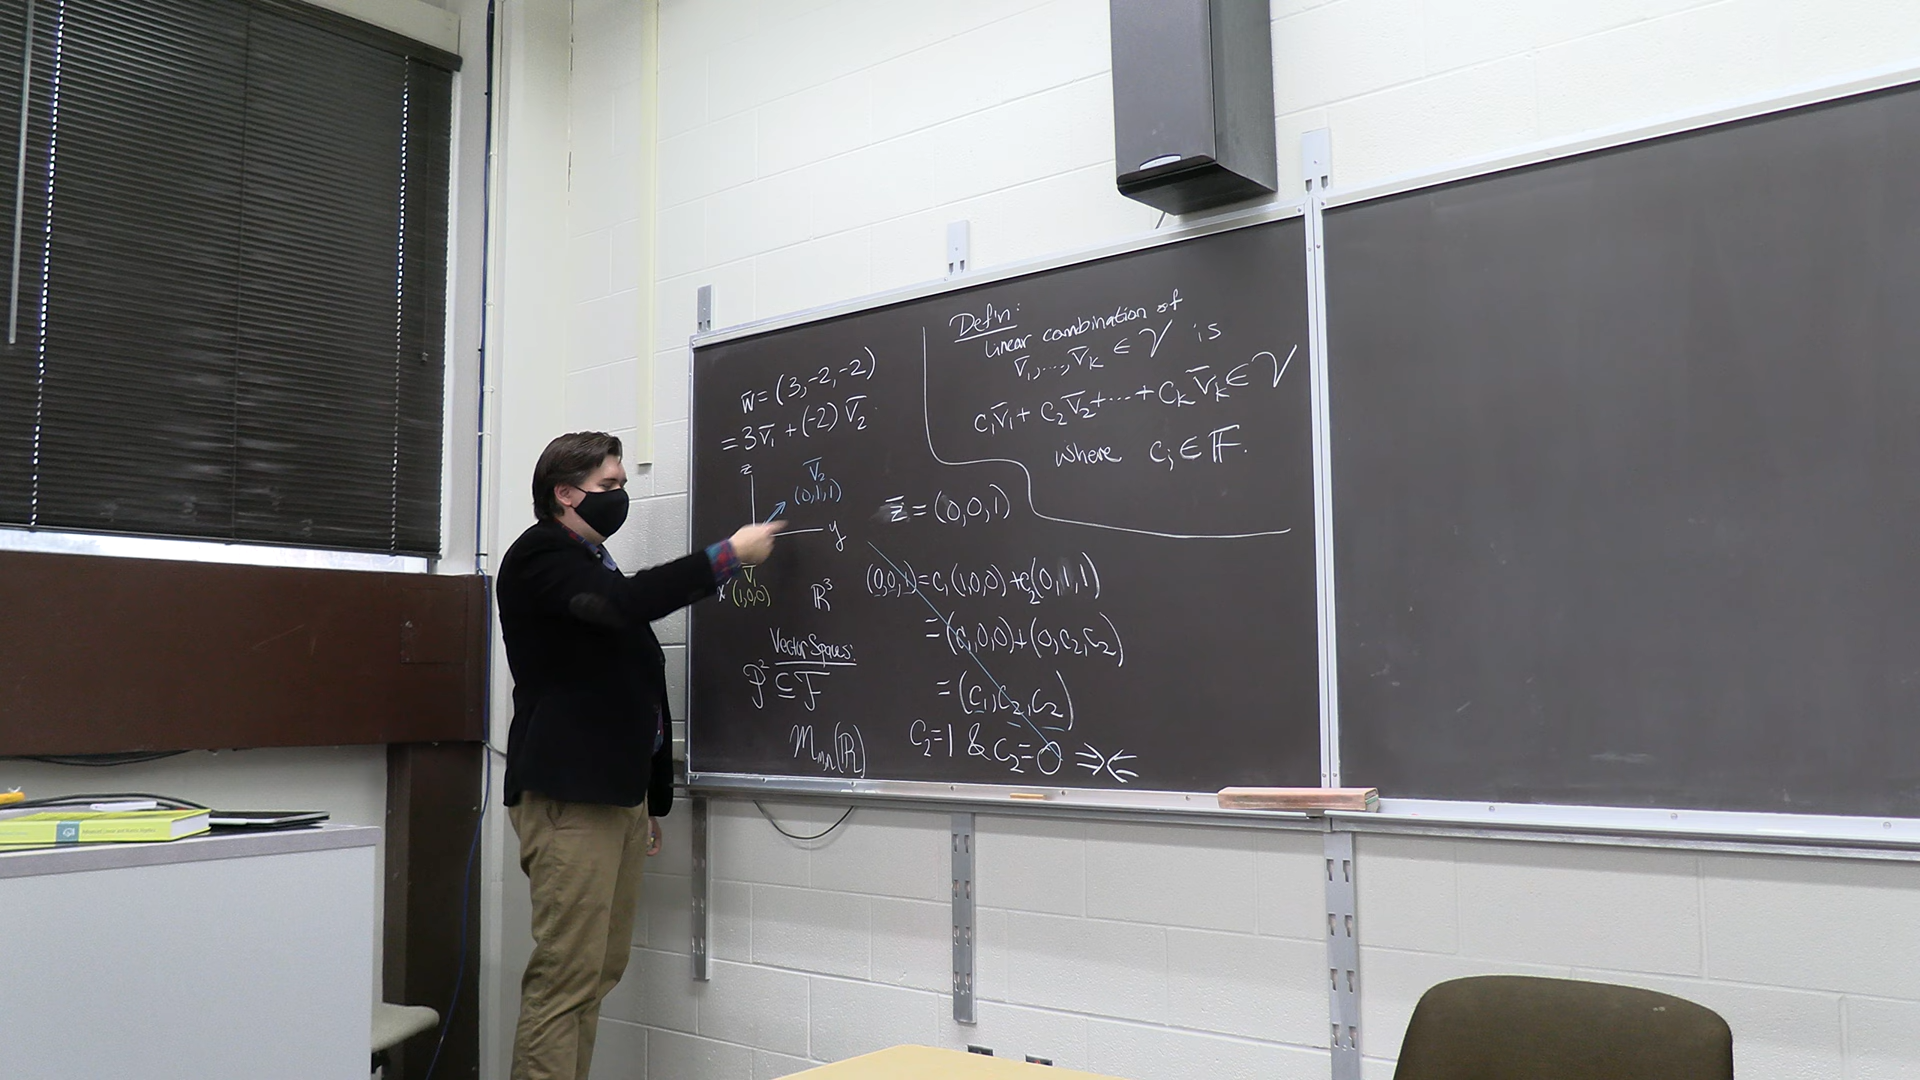 w̄ = (3,-2,-2)
= 3v̄₁ + (-2) v̄₂
z
v̄₂
(0,1,1)
y
x
v̄₁
(1,0,0)
ℝ³
Vector Spaces:
𝒫² ⊆ ℱ
M_{m,n}(ℝ)
Def'n:
Linear combination of
v̄₁,...,v̄ₖ ∈ 𝒱 is
c₁v̄₁ + c₂v̄₂ + ... + cₖv̄ₖ ∈ 𝒱
where cᵢ ∈ 𝔽.
z̄ = (0,0,1)
(0,0,1) = c₁(1,0,0) + c₂(0,1,1)
= (c₁,0,0) + (0,c₂,c₂)
= (c₁,c₂,c₂)
c₂=1 & c₂=0 ⇒⇐